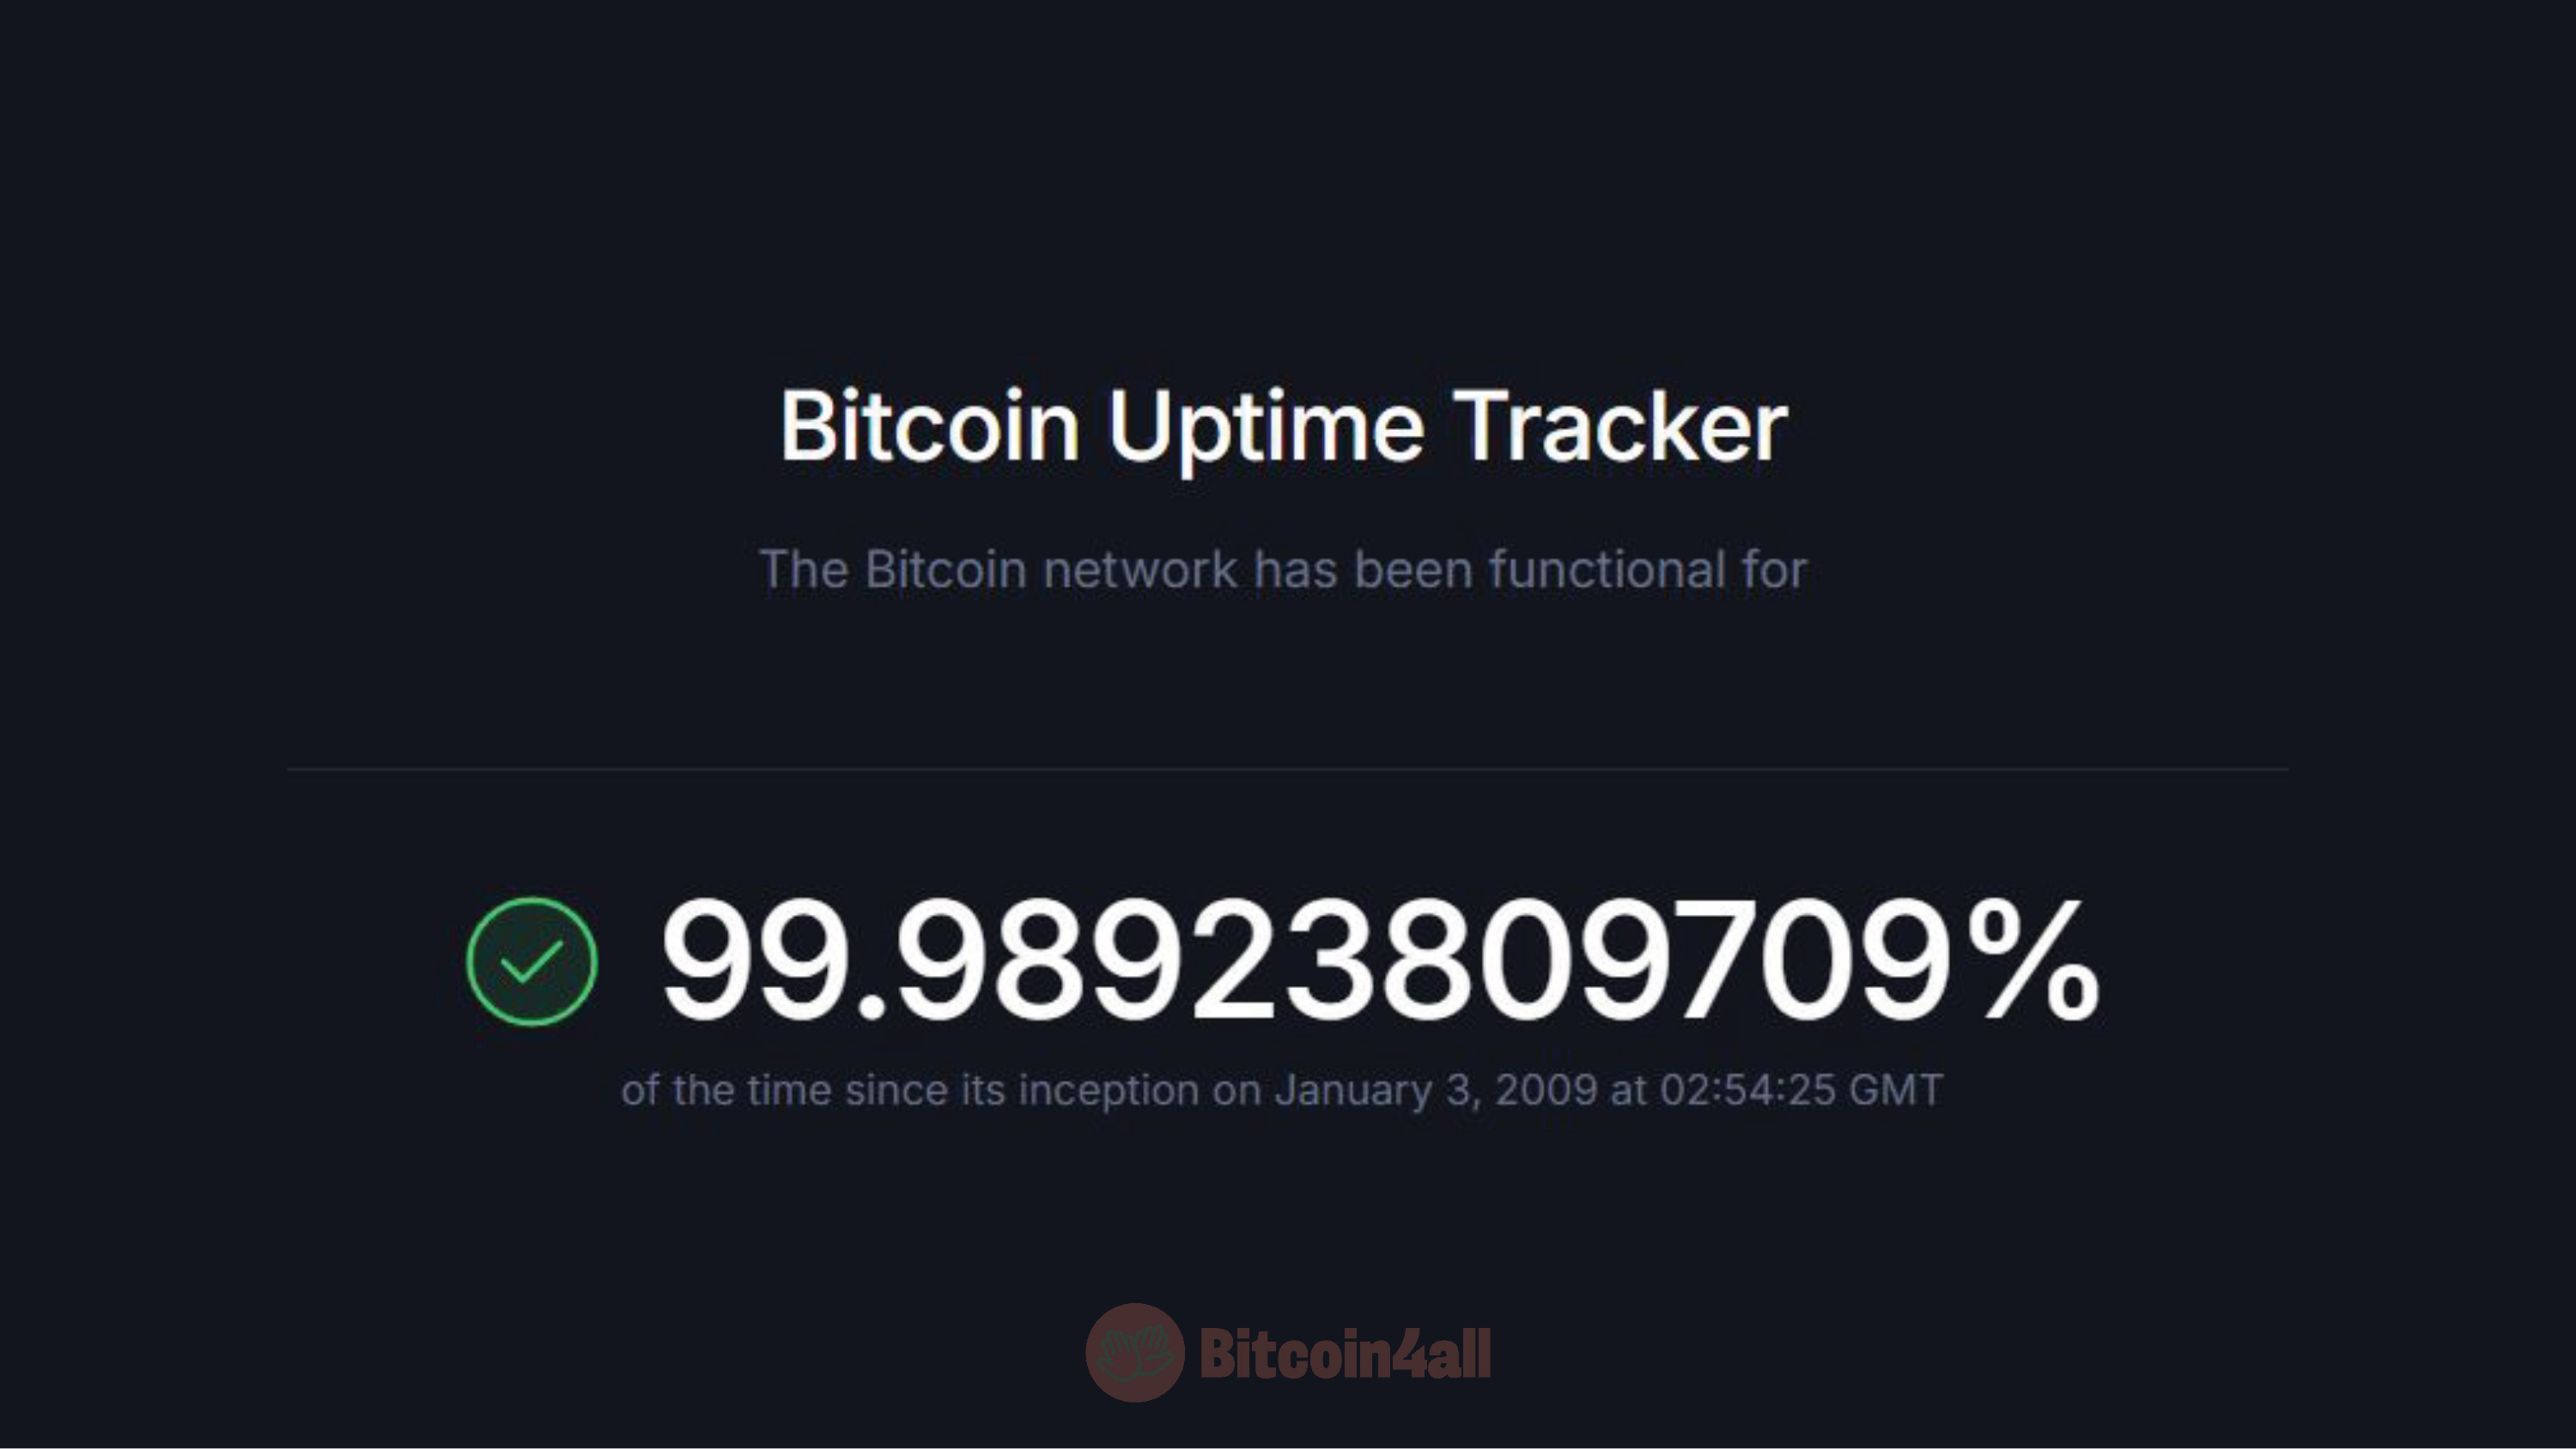 Bitcoin Uptime Tracker
The Bitcoin network has been functional for
99.98923809709%
of the time since its inception on January 3, 2009 at 02:54:25 GMT
Bitcoin4all